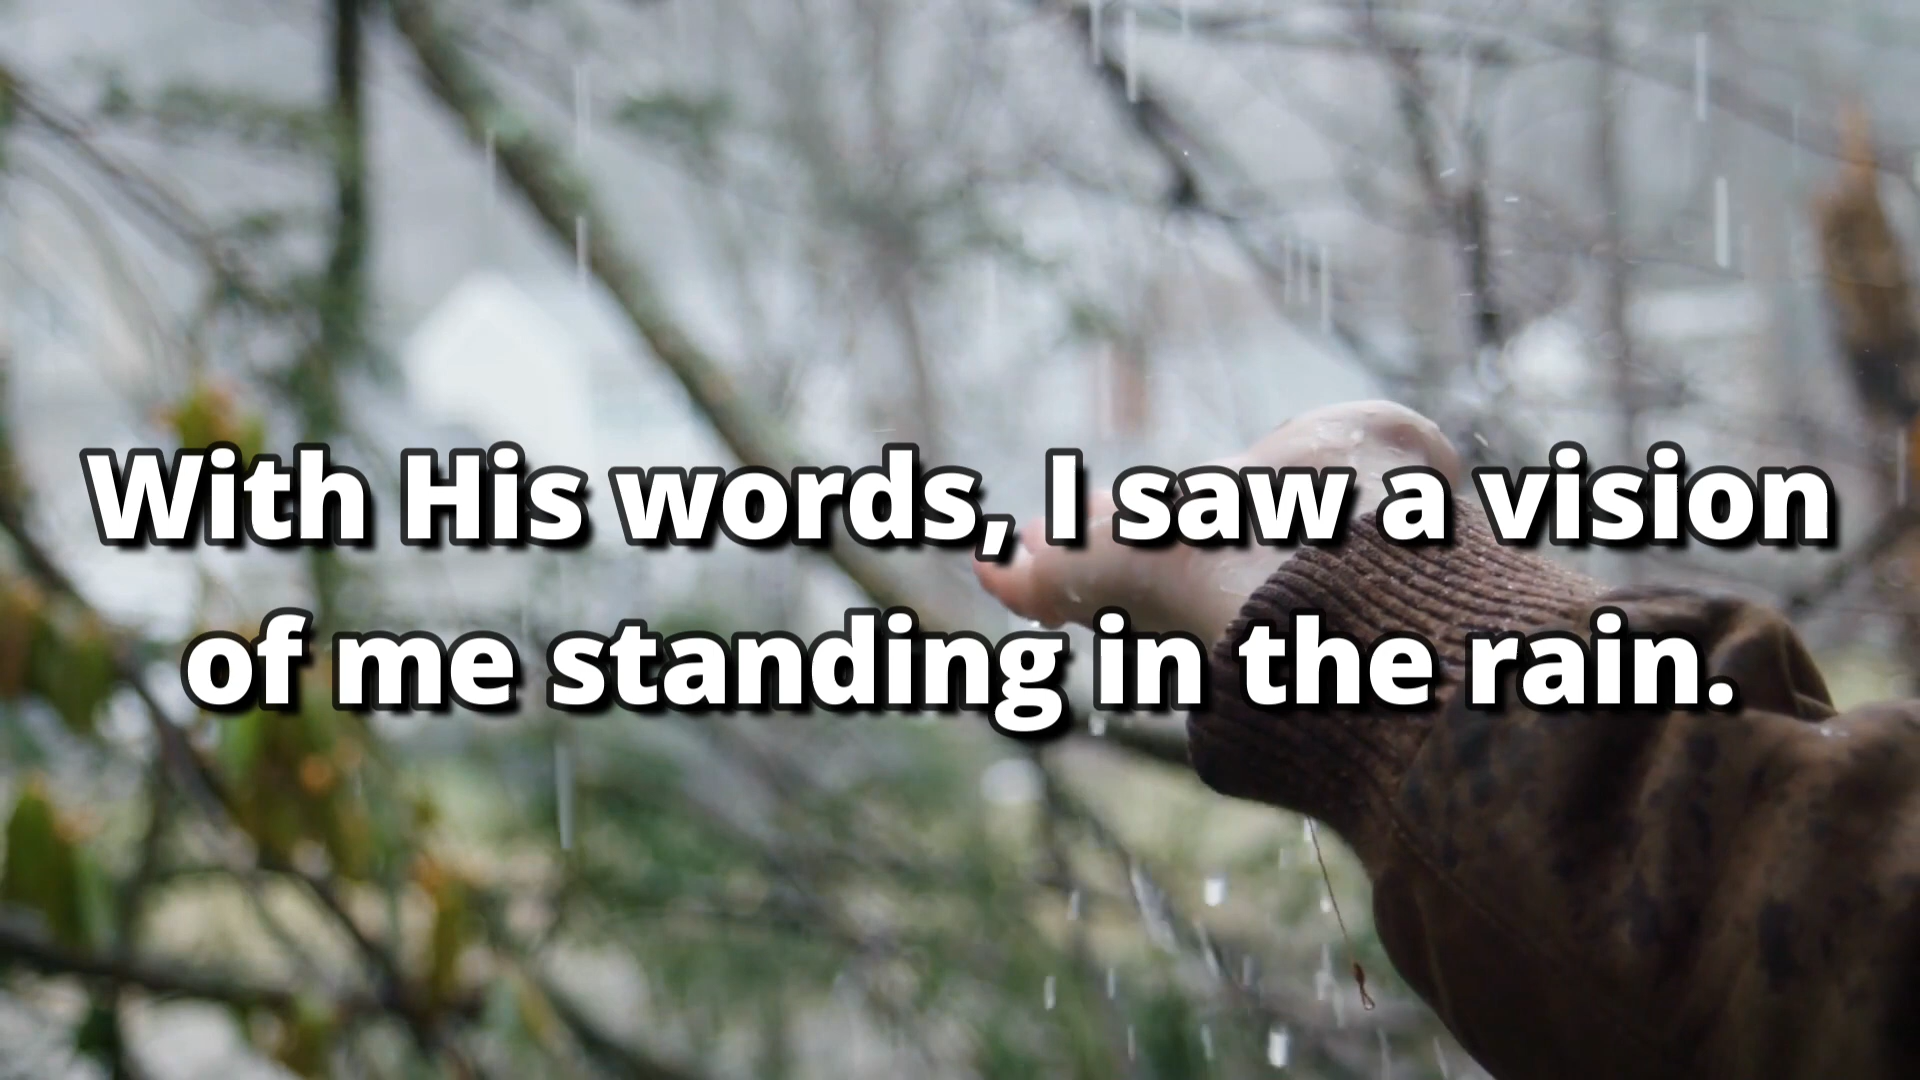 With His words, I saw a vision
of me standing in the rain.